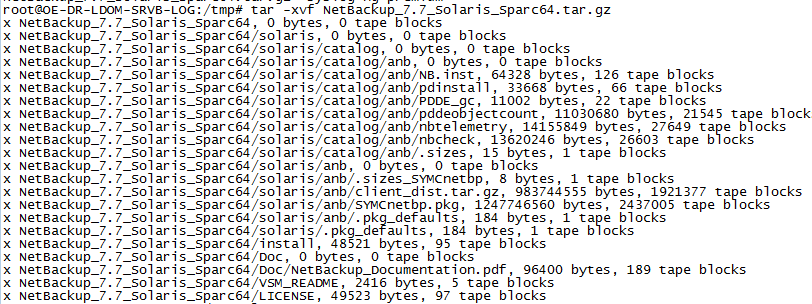 root@OE-DR-LDOM-SRVB-LOG:/tmp# tar -xvf NetBackup_7.7_Solaris_Sparc64.tar.gz
x NetBackup_7.7_Solaris_Sparc64, 0 bytes, 0 tape blocks
x NetBackup_7.7_Solaris_Sparc64/solaris, 0 bytes, 0 tape blocks
x NetBackup_7.7_Solaris_Sparc64/solaris/catalog, 0 bytes, 0 tape blocks
x NetBackup_7.7_Solaris_Sparc64/solaris/catalog/anb, 0 bytes, 0 tape blocks
x NetBackup_7.7_Solaris_Sparc64/solaris/catalog/anb/NB.inst, 64328 bytes, 126 tape blocks
x NetBackup_7.7_Solaris_Sparc64/solaris/catalog/anb/pdinstall, 33668 bytes, 66 tape blocks
x NetBackup_7.7_Solaris_Sparc64/solaris/catalog/anb/PDDE_gc, 11002 bytes, 22 tape blocks
x NetBackup_7.7_Solaris_Sparc64/solaris/catalog/anb/pddeobjectcount, 11030680 bytes, 21545 tape block
x NetBackup_7.7_Solaris_Sparc64/solaris/catalog/anb/nbtelemetry, 14155849 bytes, 27649 tape blocks
x NetBackup_7.7_Solaris_Sparc64/solaris/catalog/anb/nbcheck, 13620246 bytes, 26603 tape blocks
x NetBackup_7.7_Solaris_Sparc64/solaris/catalog/anb/.sizes, 15 bytes, 1 tape blocks
x NetBackup_7.7_Solaris_Sparc64/solaris/anb, 0 bytes, 0 tape blocks
x NetBackup_7.7_Solaris_Sparc64/solaris/anb/.sizes_SYMCnetbp, 8 bytes, 1 tape blocks
x NetBackup_7.7_Solaris_Sparc64/solaris/anb/client_dist.tar.gz, 983744555 bytes, 1921377 tape blocks
x NetBackup_7.7_Solaris_Sparc64/solaris/anb/SYMCnetbp.pkg, 1247746560 bytes, 2437005 tape blocks
x NetBackup_7.7_Solaris_Sparc64/solaris/anb/.pkg_defaults, 184 bytes, 1 tape blocks
x NetBackup_7.7_Solaris_Sparc64/solaris/.pkg_defaults, 184 bytes, 1 tape blocks
x NetBackup_7.7_Solaris_Sparc64/install, 48521 bytes, 95 tape blocks
x NetBackup_7.7_Solaris_Sparc64/Doc, 0 bytes, 0 tape blocks
x NetBackup_7.7_Solaris_Sparc64/Doc/NetBackup_Documentation.pdf, 96400 bytes, 189 tape blocks
x NetBackup_7.7_Solaris_Sparc64/VSM_README, 2416 bytes, 5 tape blocks
x NetBackup_7.7_Solaris_Sparc64/LICENSE, 49523 bytes, 97 tape blocks